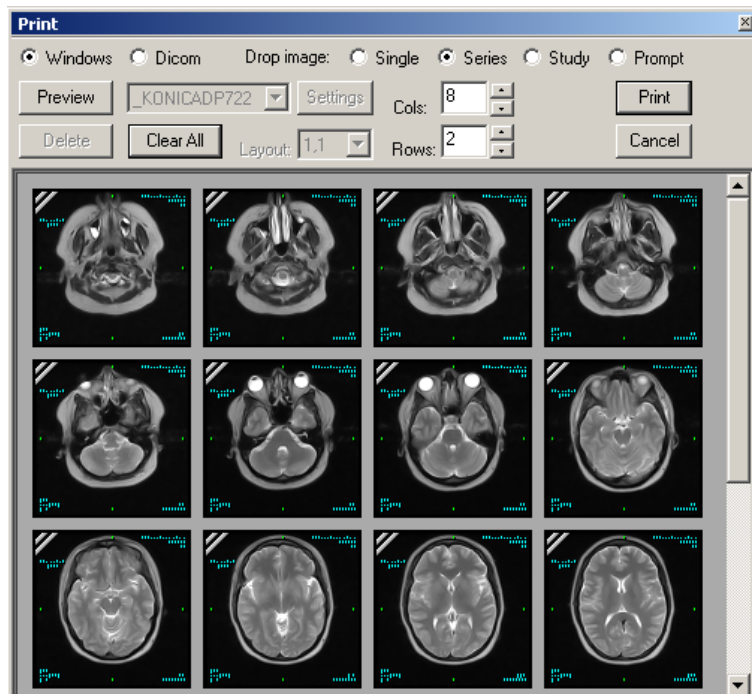 Print
Windows Dicom Drop image: Single Series Study Prompt
Preview _KONICADP722 Settings Cols: 8 Print
Delete Clear All Layout: 1,1 Rows: 2 Cancel